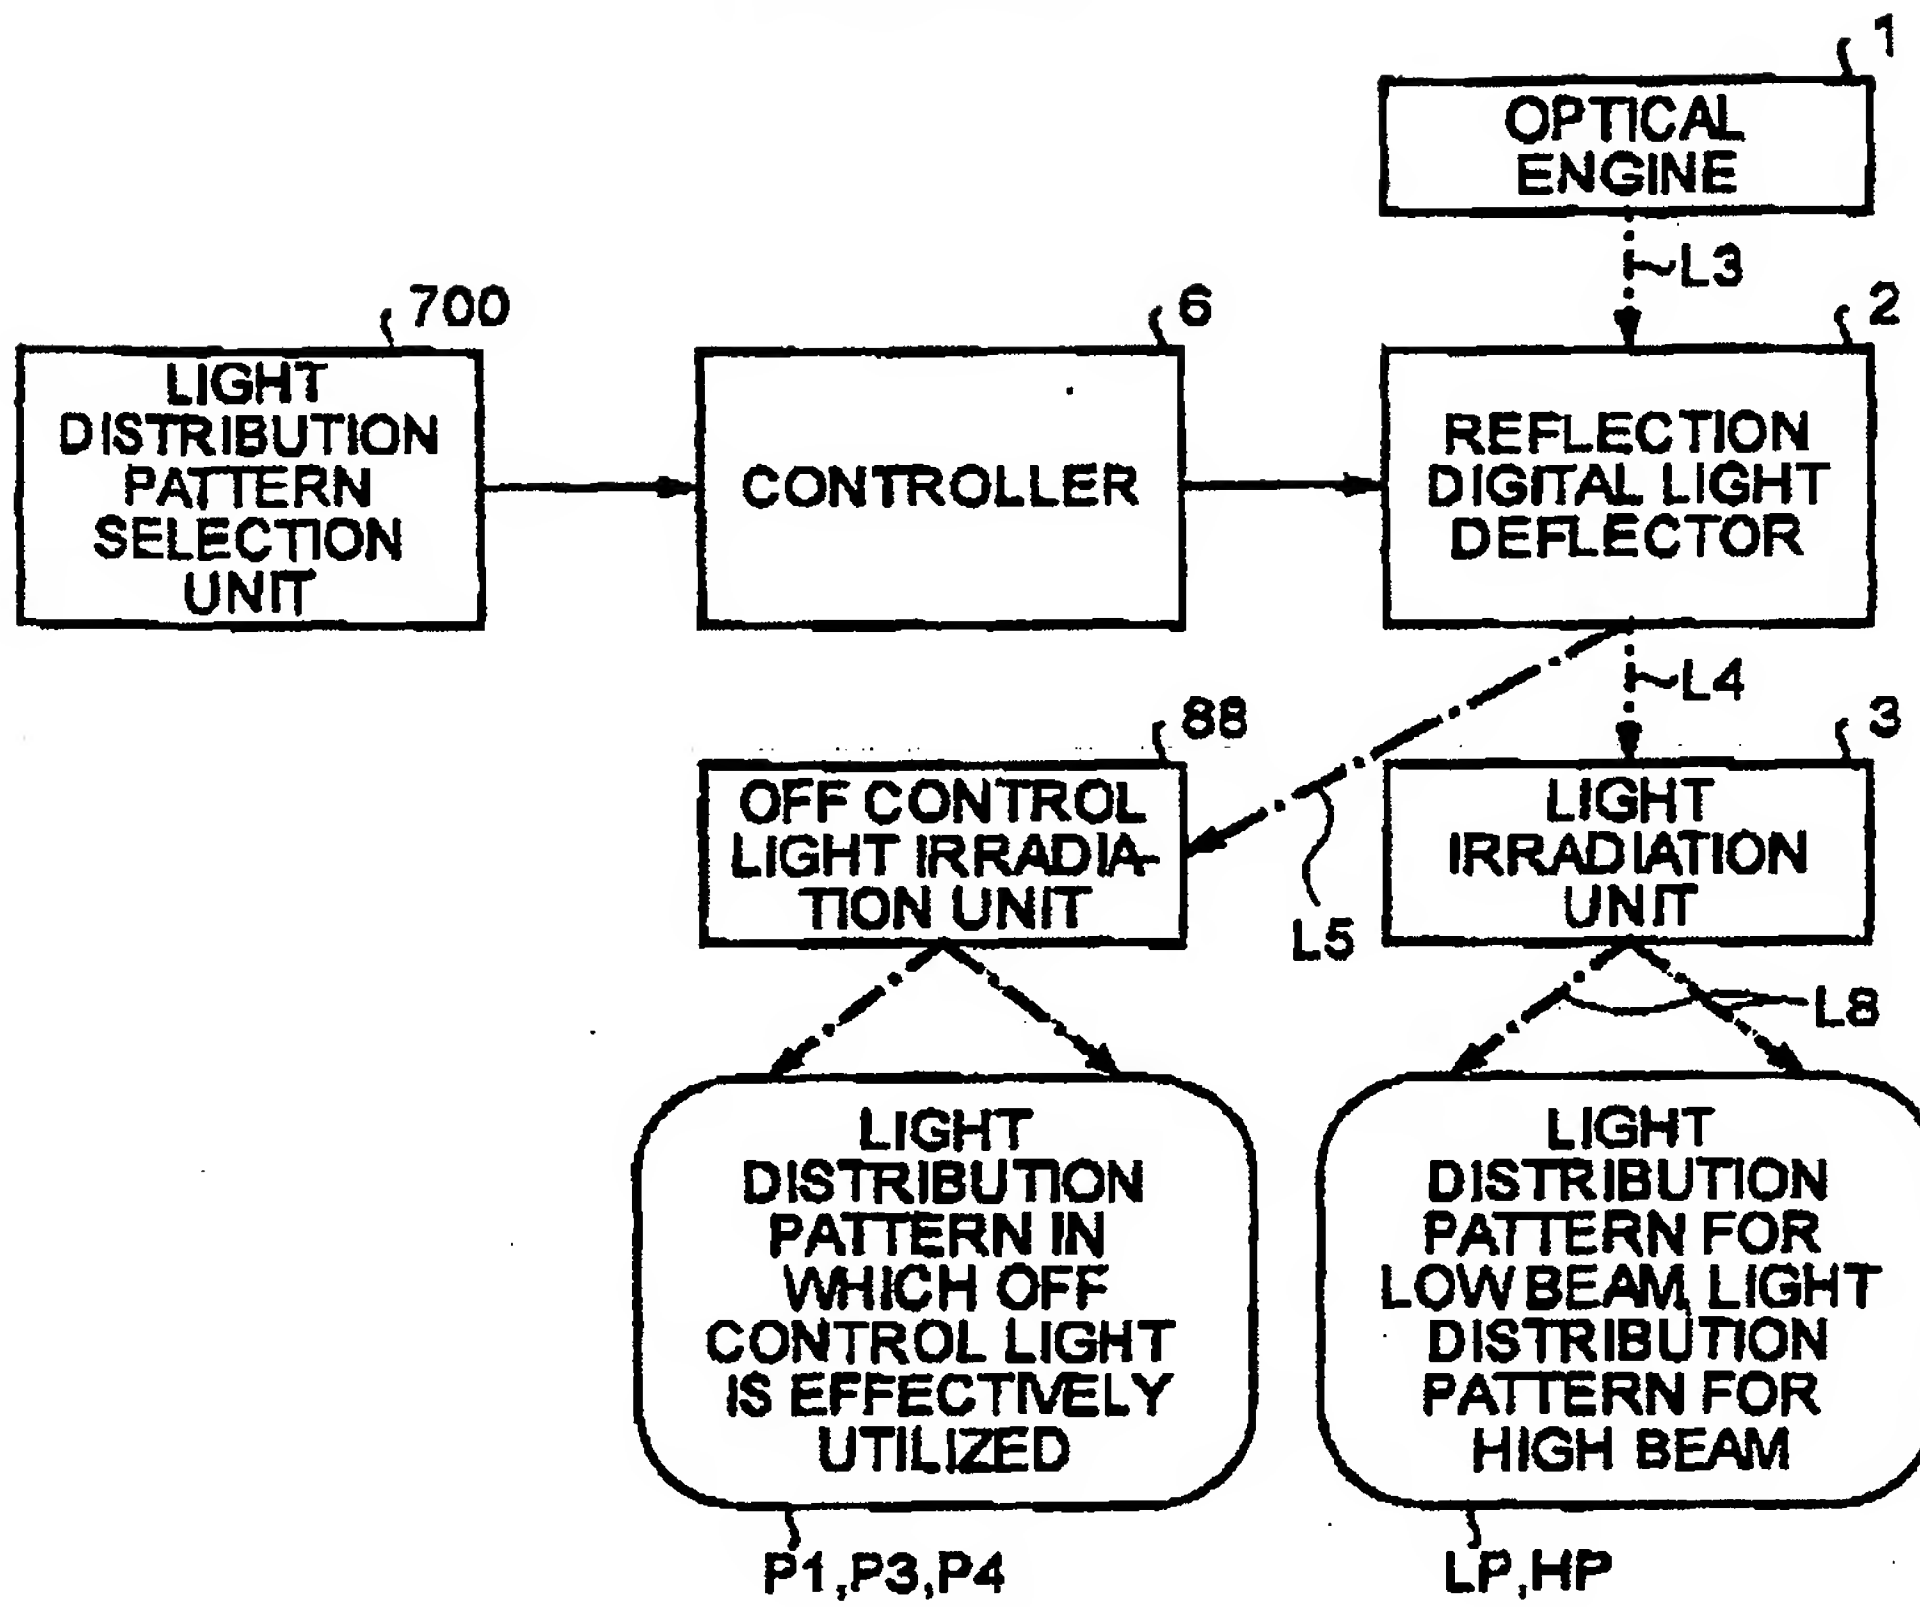 1
OPTICAL
ENGINE
L3
700
6
2
LIGHT
DISTRIBUTION
PATTERN
SELECTION
UNIT
CONTROLLER
REFLECTION
DIGITAL LIGHT
DEFLECTOR
L4
88
3
OFF CONTROL
LIGHT IRRADIA-
TION UNIT
L5
LIGHT
IRRADIATION
UNIT
L8
LIGHT
DISTRIBUTION
PATTERN IN
WHICH OFF
CONTROL LIGHT
IS EFFECTIVELY
UTILIZED
LIGHT
DISTRIBUTION
PATTERN FOR
LOW BEAM, LIGHT
DISTRIBUTION
PATTERN FOR
HIGH BEAM
P1,P3,P4
LP,HP